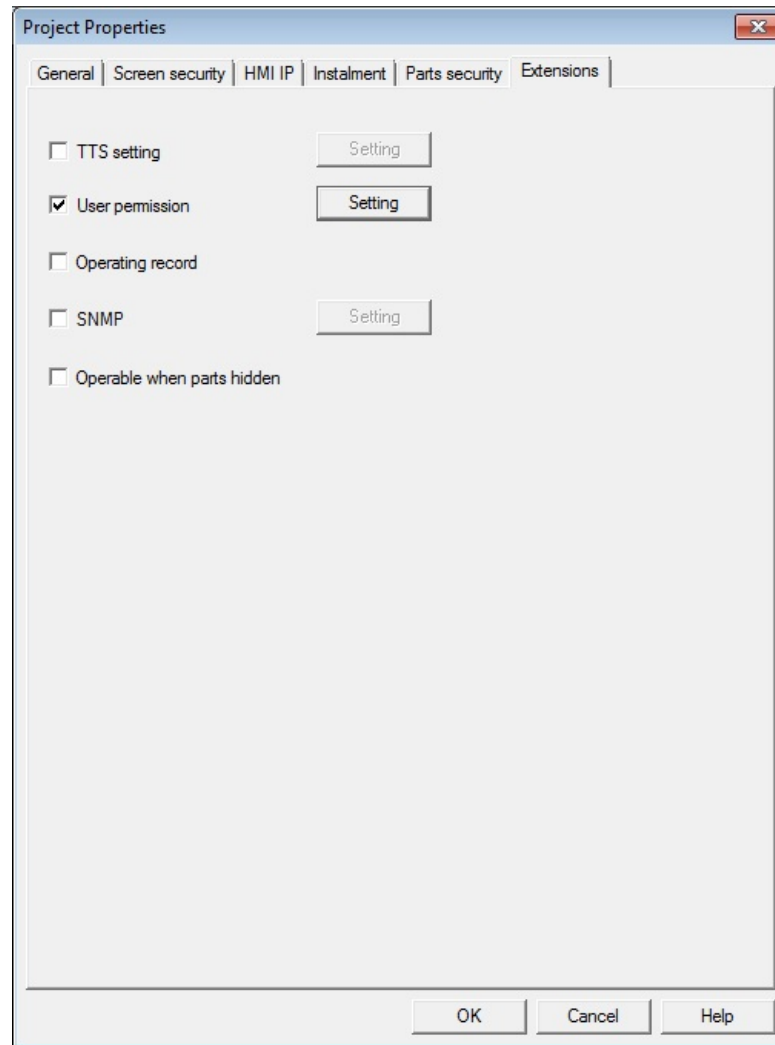 Project Properties
General Screen security HMI IP Instalment Parts security Extensions
TTS setting Setting
User permission Setting
Operating record
SNMP Setting
Operable when parts hidden
OK Cancel Help